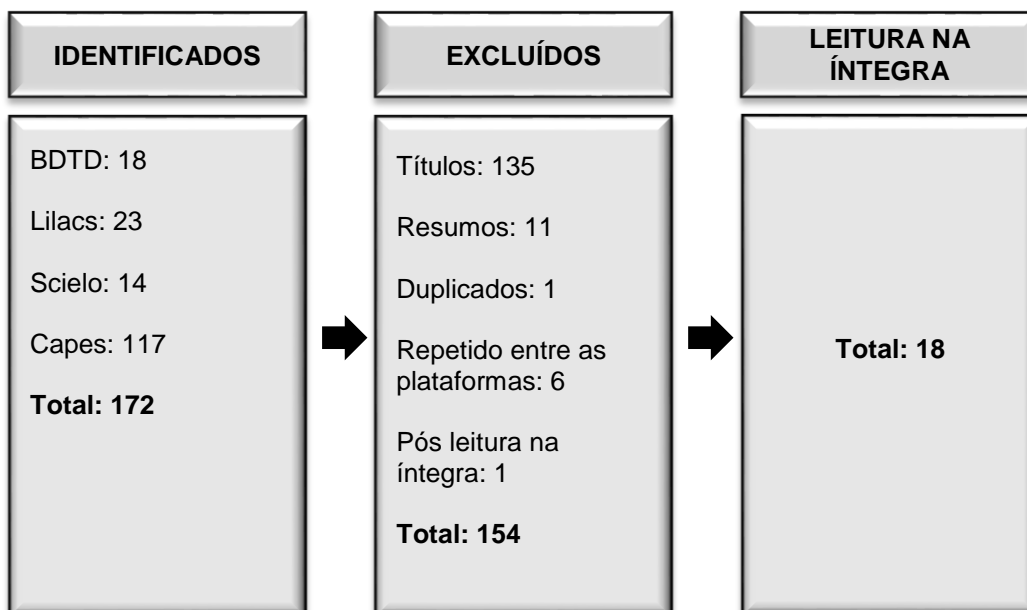 IDENTIFICADOS
BDTD: 18
Lilacs: 23
Scielo: 14
Capes: 117
Total: 172
EXCLUÍDOS
Títulos: 135
Resumos: 11
Duplicados: 1
Repetido entre as
plataformas: 6
Pós leitura na
íntegra: 1
Total: 154
LEITURA NA
ÍNTEGRA
Total: 18